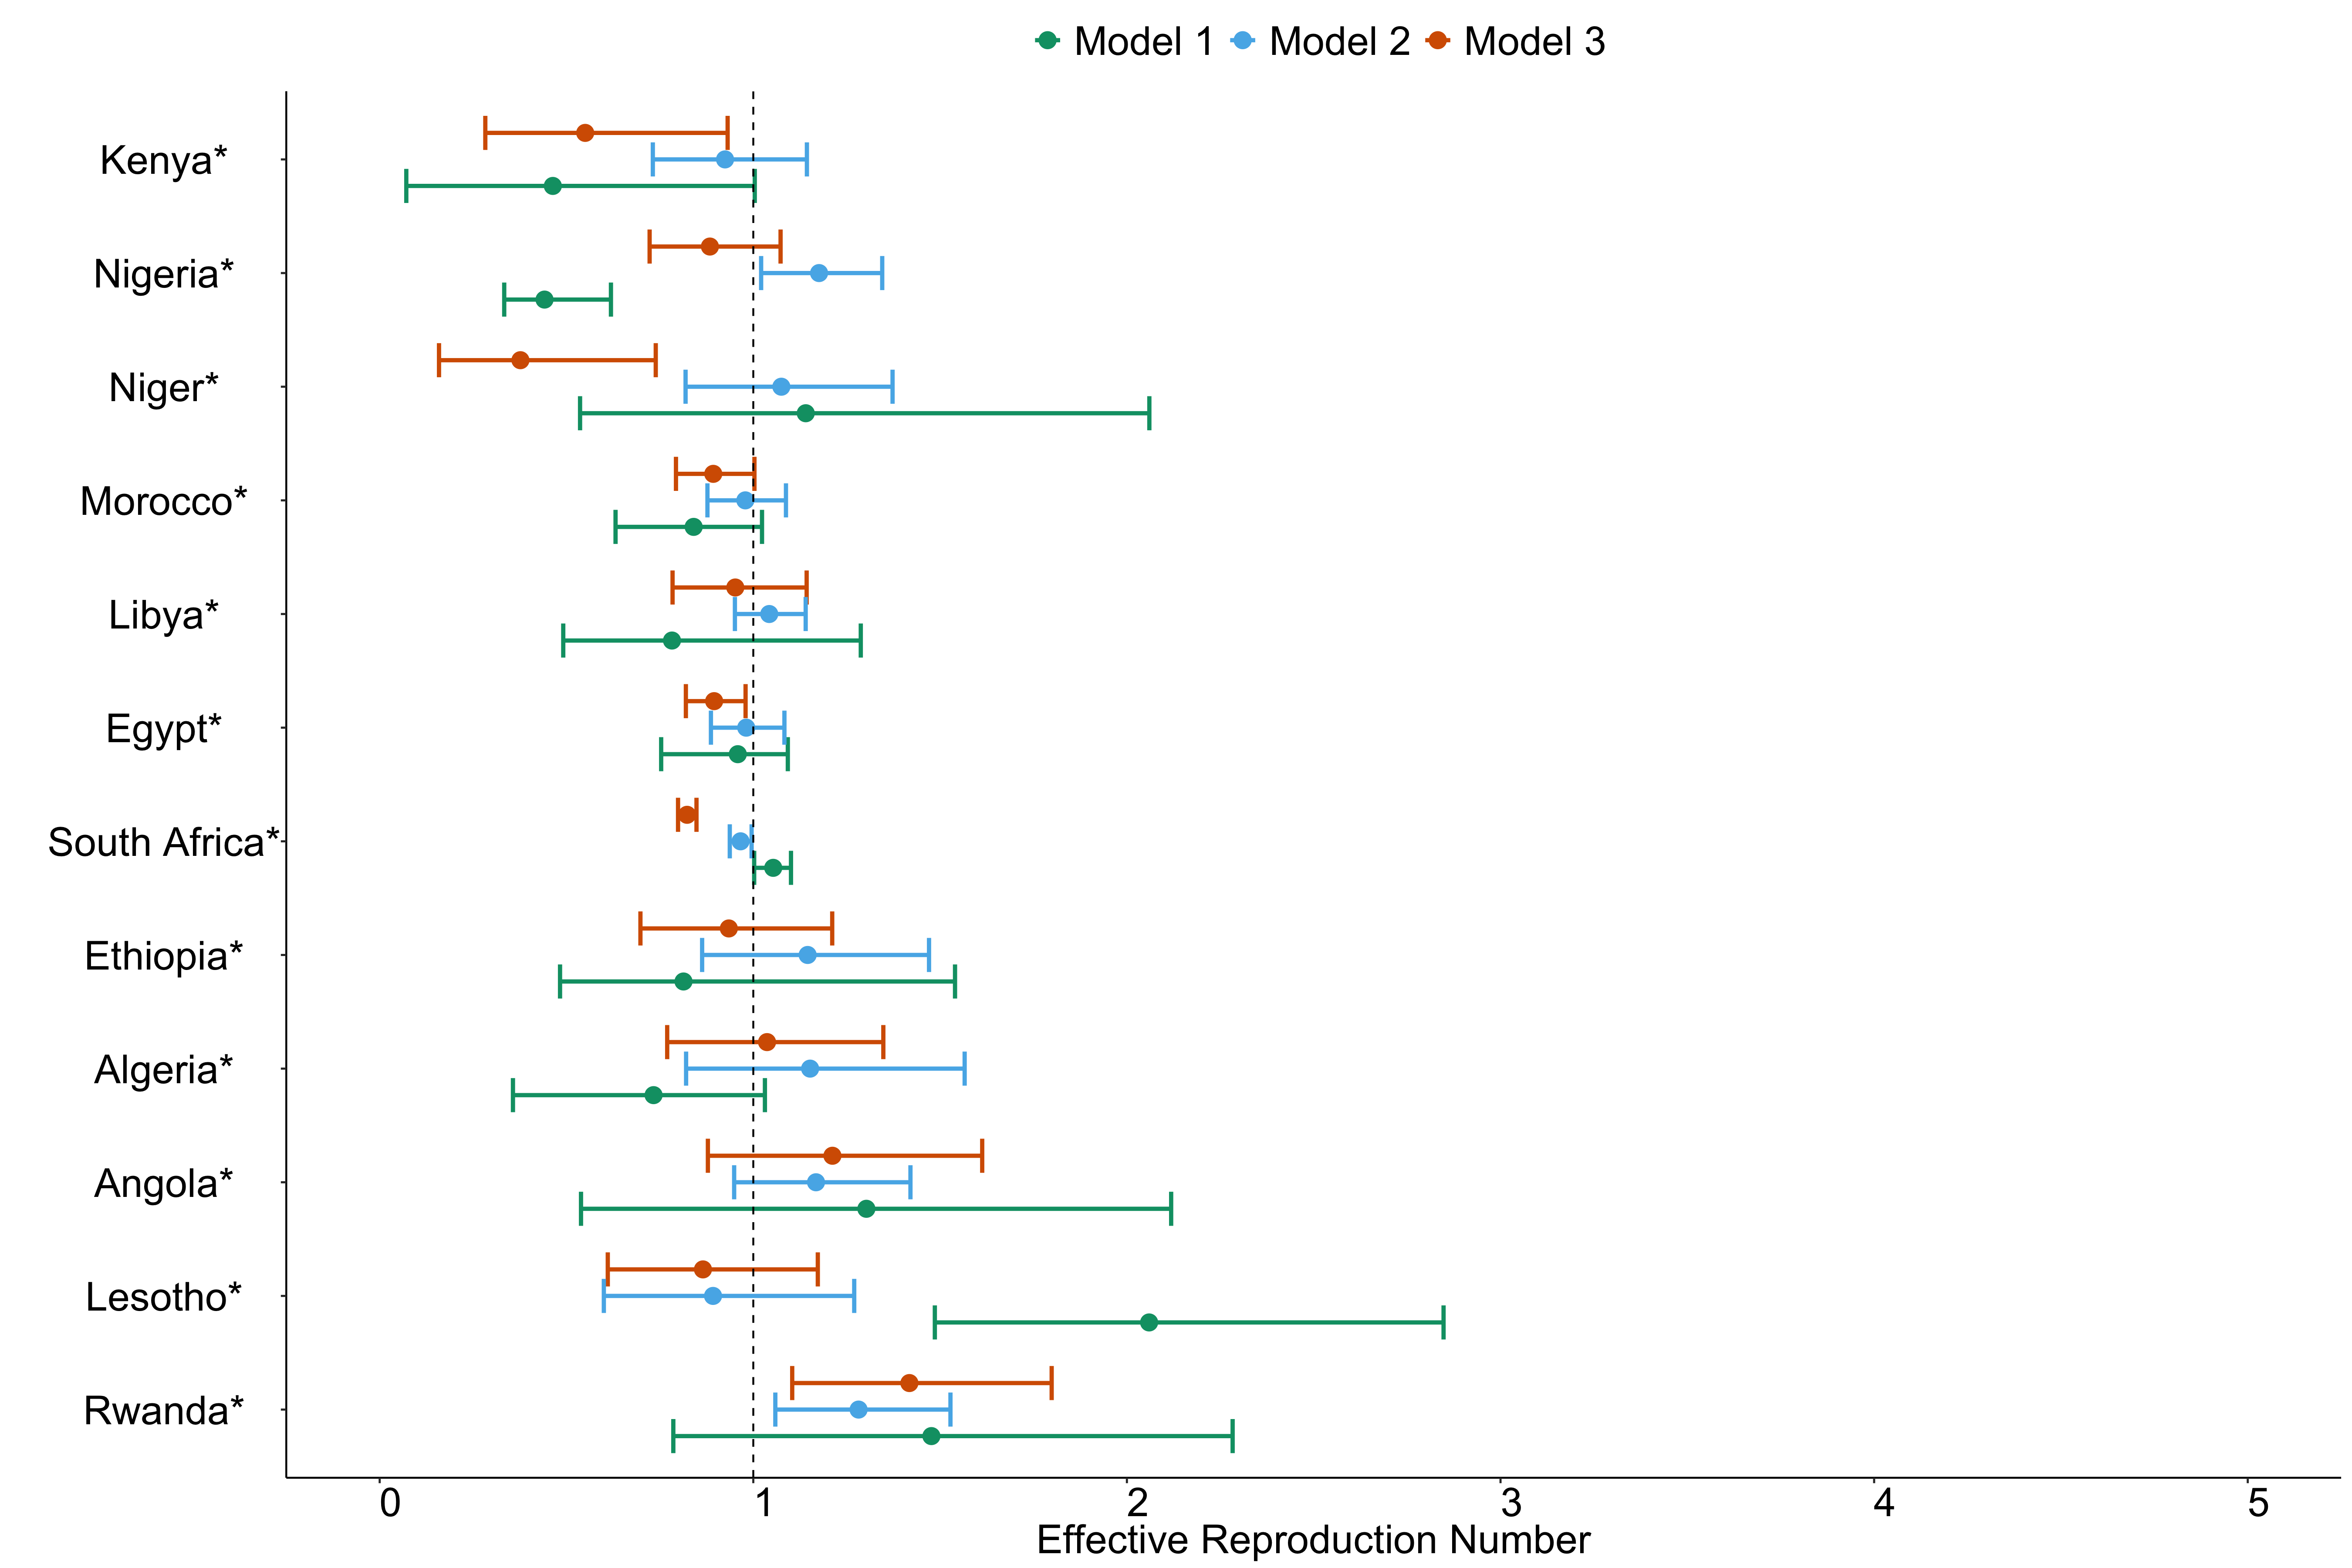 Model 1 Model 2 Model 3
Kenya*
Nigeria*
Niger*
Morocco*
Libya*
Egypt*
South Africa*
Ethiopia*
Algeria*
Angola*
Lesotho*
Rwanda*
0 1 2 3 4 5
Effective Reproduction Number